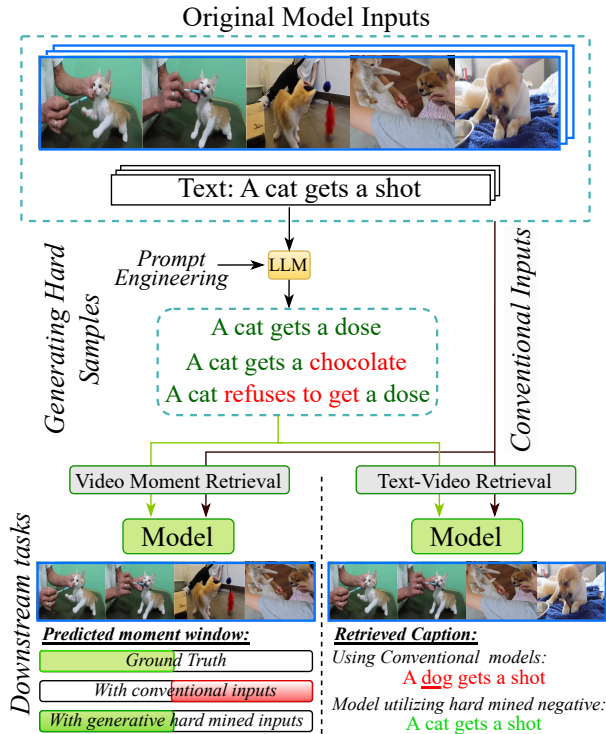 Original Model Inputs
Text: A cat gets a shot
Prompt
Engineering
LLM
Generating Hard
Samples
Conventional Inputs
A cat gets a dose
A cat gets a chocolate
A cat refuses to get a dose
Video Moment Retrieval
Text-Video Retrieval
Model
Model
Downstream tasks
Predicted moment window:
Ground Truth
With conventional inputs
With generative hard mined inputs
Retrieved Caption:
Using Conventional models:
A dog gets a shot
Model utilizing hard mined negative:
A cat gets a shot